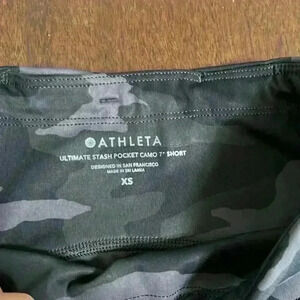 ATHLETA
ULTIMATE STASH POCKET CAMO 7" SHORT
DESIGNED IN SAN FRANCISCO
MADE IN SRI LANKA
XS